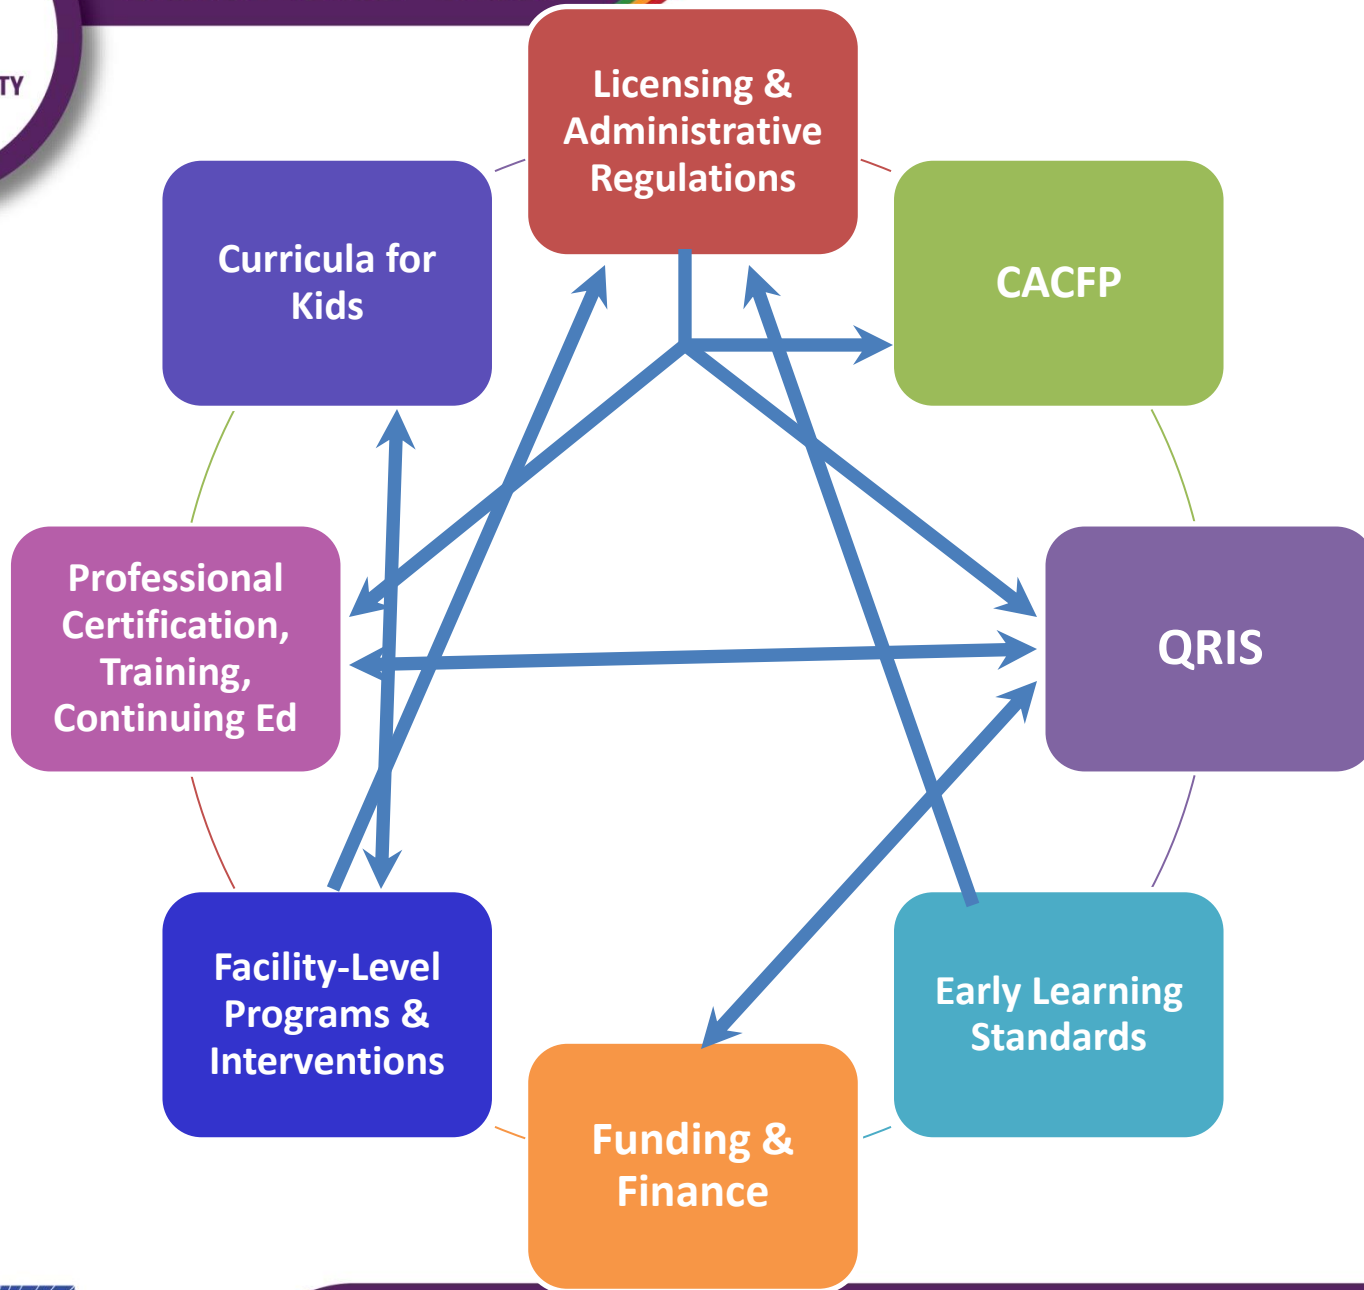 TY
Licensing &
Administrative
Regulations
Curricula for
Kids
CACFP
Professional
Certification,
Training,
Continuing Ed
QRIS
Facility-Level
Programs &
Interventions
Early Learning
Standards
Funding &
Finance